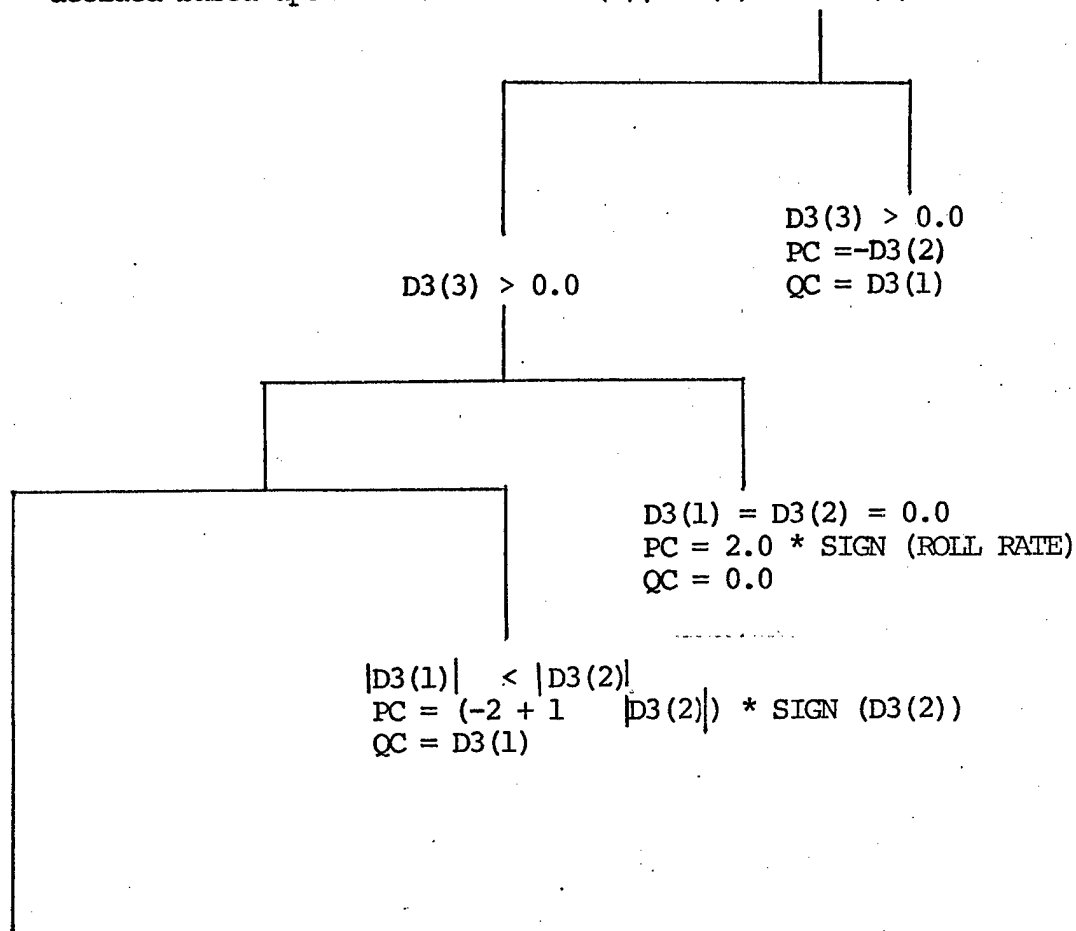 D3(3) > 0.0
PC =-D3(2)
QC = D3(1)
D3(3) > 0.0
D3(1) = D3(2) = 0.0
PC = 2.0 * SIGN (ROLL RATE)
QC = 0.0
|D3(1)| < |D3(2)|
PC = (-2 + 1 |D3(2)|) * SIGN (D3(2))
QC = D3(1)